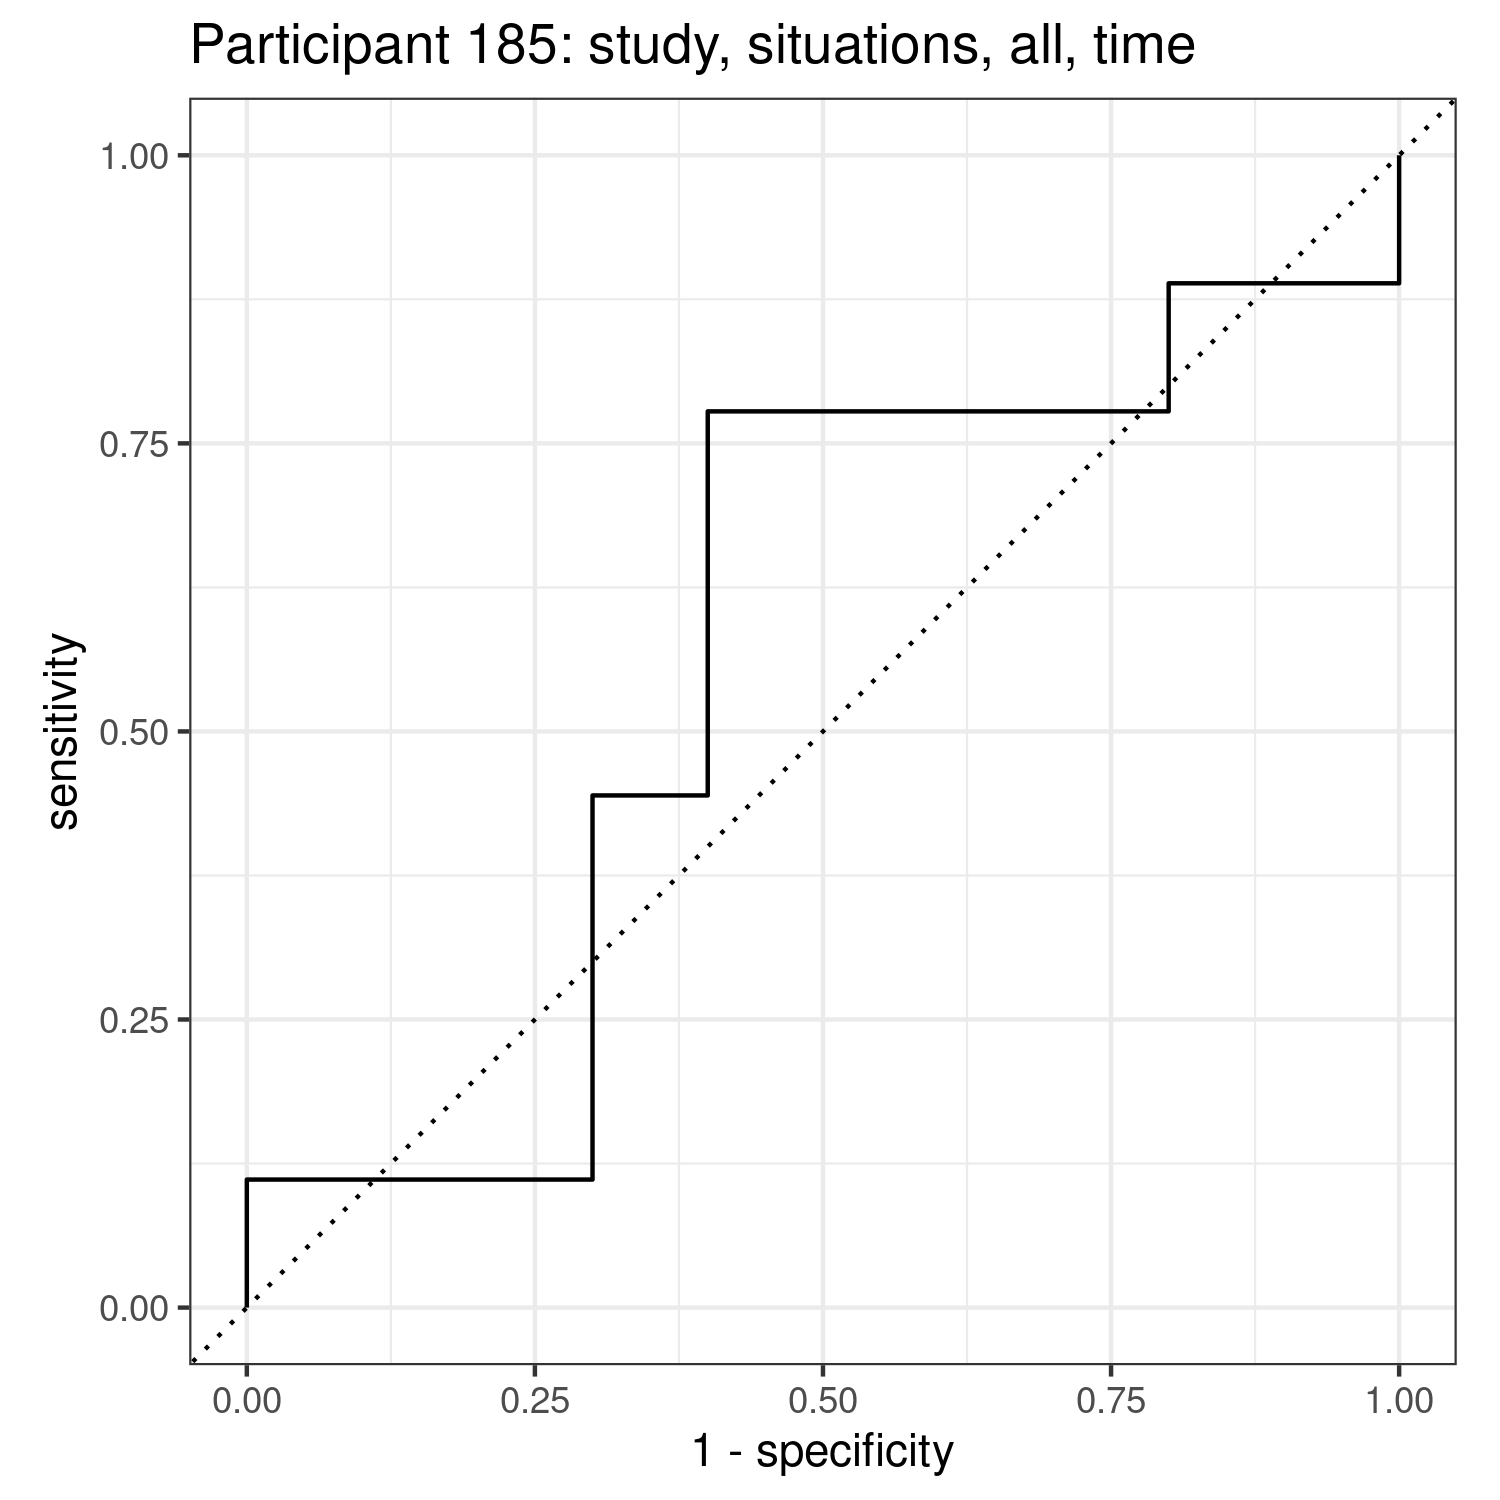 Participant 185: study, situations, all, time
1.00
0.75
0.50
0.25
0.00
sensitivity
0.00 0.25 0.50 0.75 1.00
1 - specificity